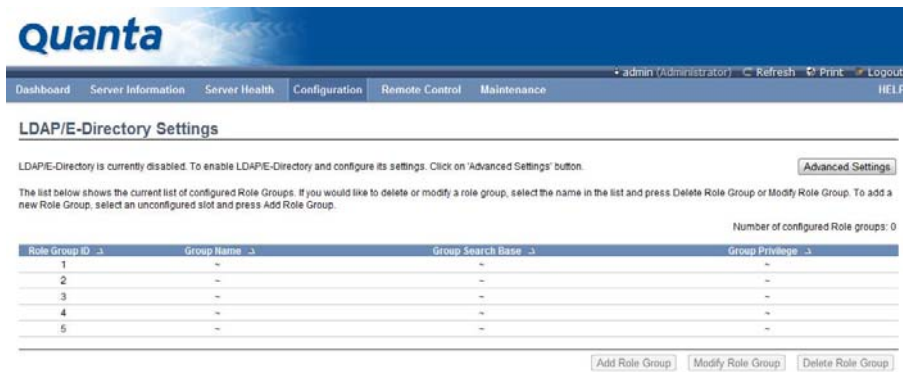 Quanta
admin (Administrator) Refresh Print Logout
Dashboard Server Information Server Health Configuration Remote Control Maintenance HELP
LDAP/E-Directory Settings
LDAP/E-Directory is currently disabled. To enable LDAP/E-Directory and configure its settings. Click on 'Advanced Settings' button. Advanced Settings
The list below shows the current list of configured Role Groups. If you would like to delete or modify a role group, select the name in the list and press Delete Role Group or Modify Role Group. To add a
new Role Group, select an unconfigured slot and press Add Role Group.
Number of configured Role groups: 0
Role Group ID Group Name Group Search Base Group Privilege
1 ~ ~ ~
2 ~ ~ ~
3 ~ ~ ~
4 ~ ~ ~
5 ~ ~ ~
Add Role Group Modify Role Group Delete Role Group